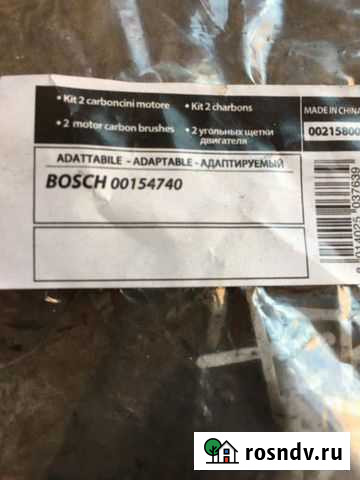 • Kit 2 carboncini motore • Kit 2 charbons
• 2 motor carbon brushes • 2 угольных щетки двигателя
MADE IN CHINA
00215800
ADATTABILE - ADAPTABLE - АДАПТИРУЕМЫЙ
BOSCH 00154740
rosndv.ru